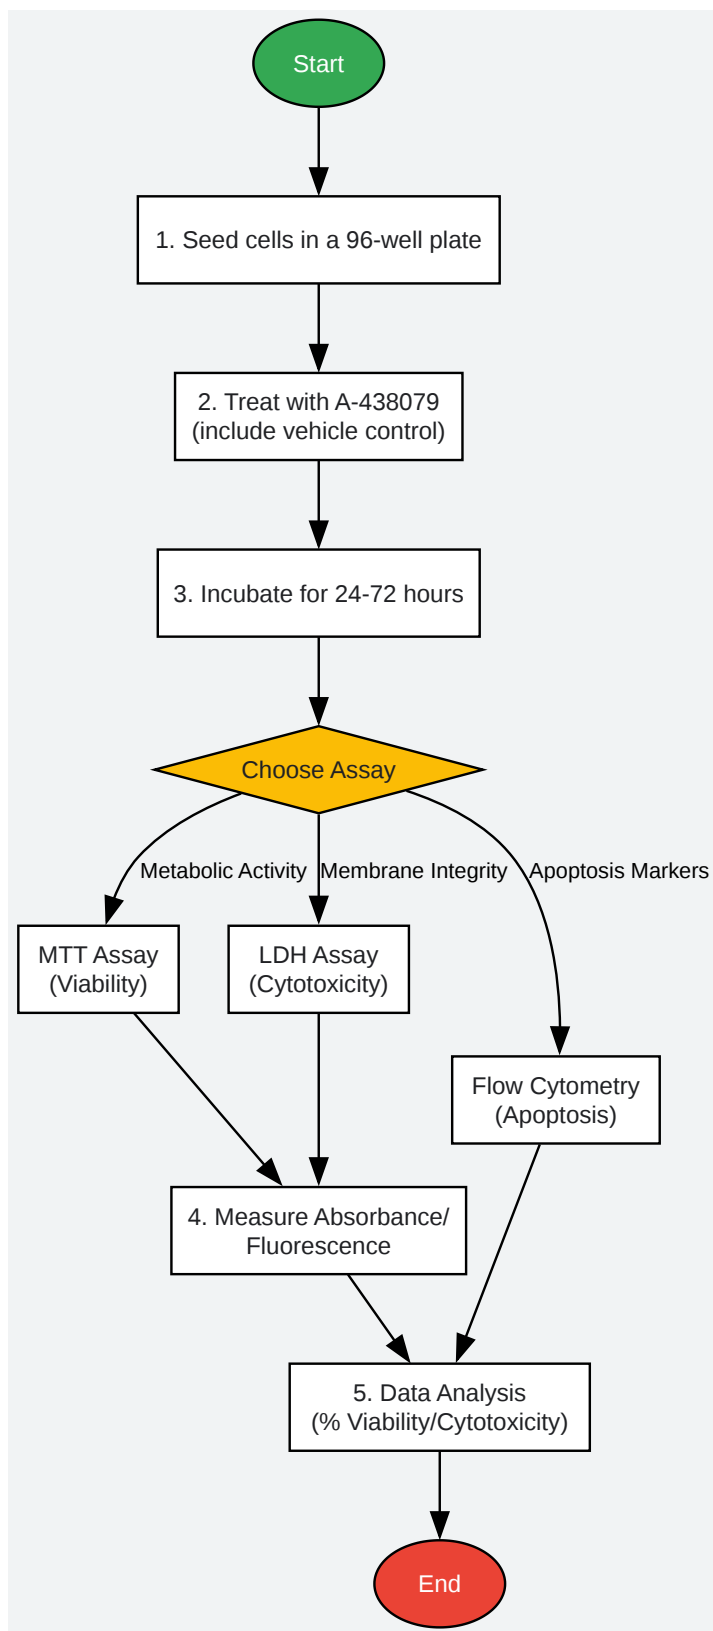 Start
1. Seed cells in a 96-well plate
2. Treat with A-438079
(include vehicle control)
3. Incubate for 24-72 hours
Choose Assay
Metabolic Activity
Membrane Integrity
Apoptosis Markers
MTT Assay
(Viability)
LDH Assay
(Cytotoxicity)
Flow Cytometry
(Apoptosis)
4. Measure Absorbance/
Fluorescence
5. Data Analysis
(% Viability/Cytotoxicity)
End